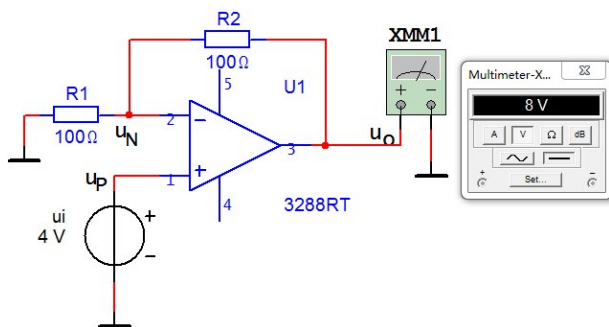 R2
100Ω
XMM1
5
U1
R1
100Ω
2
uN
3
uO
uP
1
4
3288RT
ui
4 V
+
−
Multimeter-X...
8 V
A V Ω dB
+ Set... −